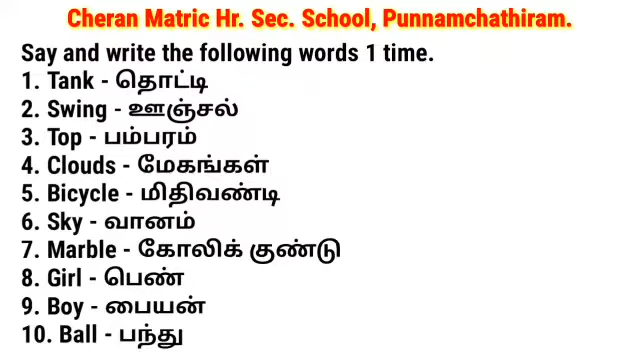 Cheran Matric Hr. Sec. School, Punnamchathiram.
Say and write the following words 1 time.
1. Tank - தொட்டி
2. Swing - ஊஞ்சல்
3. Top - பம்பரம்
4. Clouds - மேகங்கள்
5. Bicycle - மிதிவண்டி
6. Sky - வானம்
7. Marble - கோலிக் குண்டு
8. Girl - பெண்
9. Boy - பையன்
10. Ball - பந்து